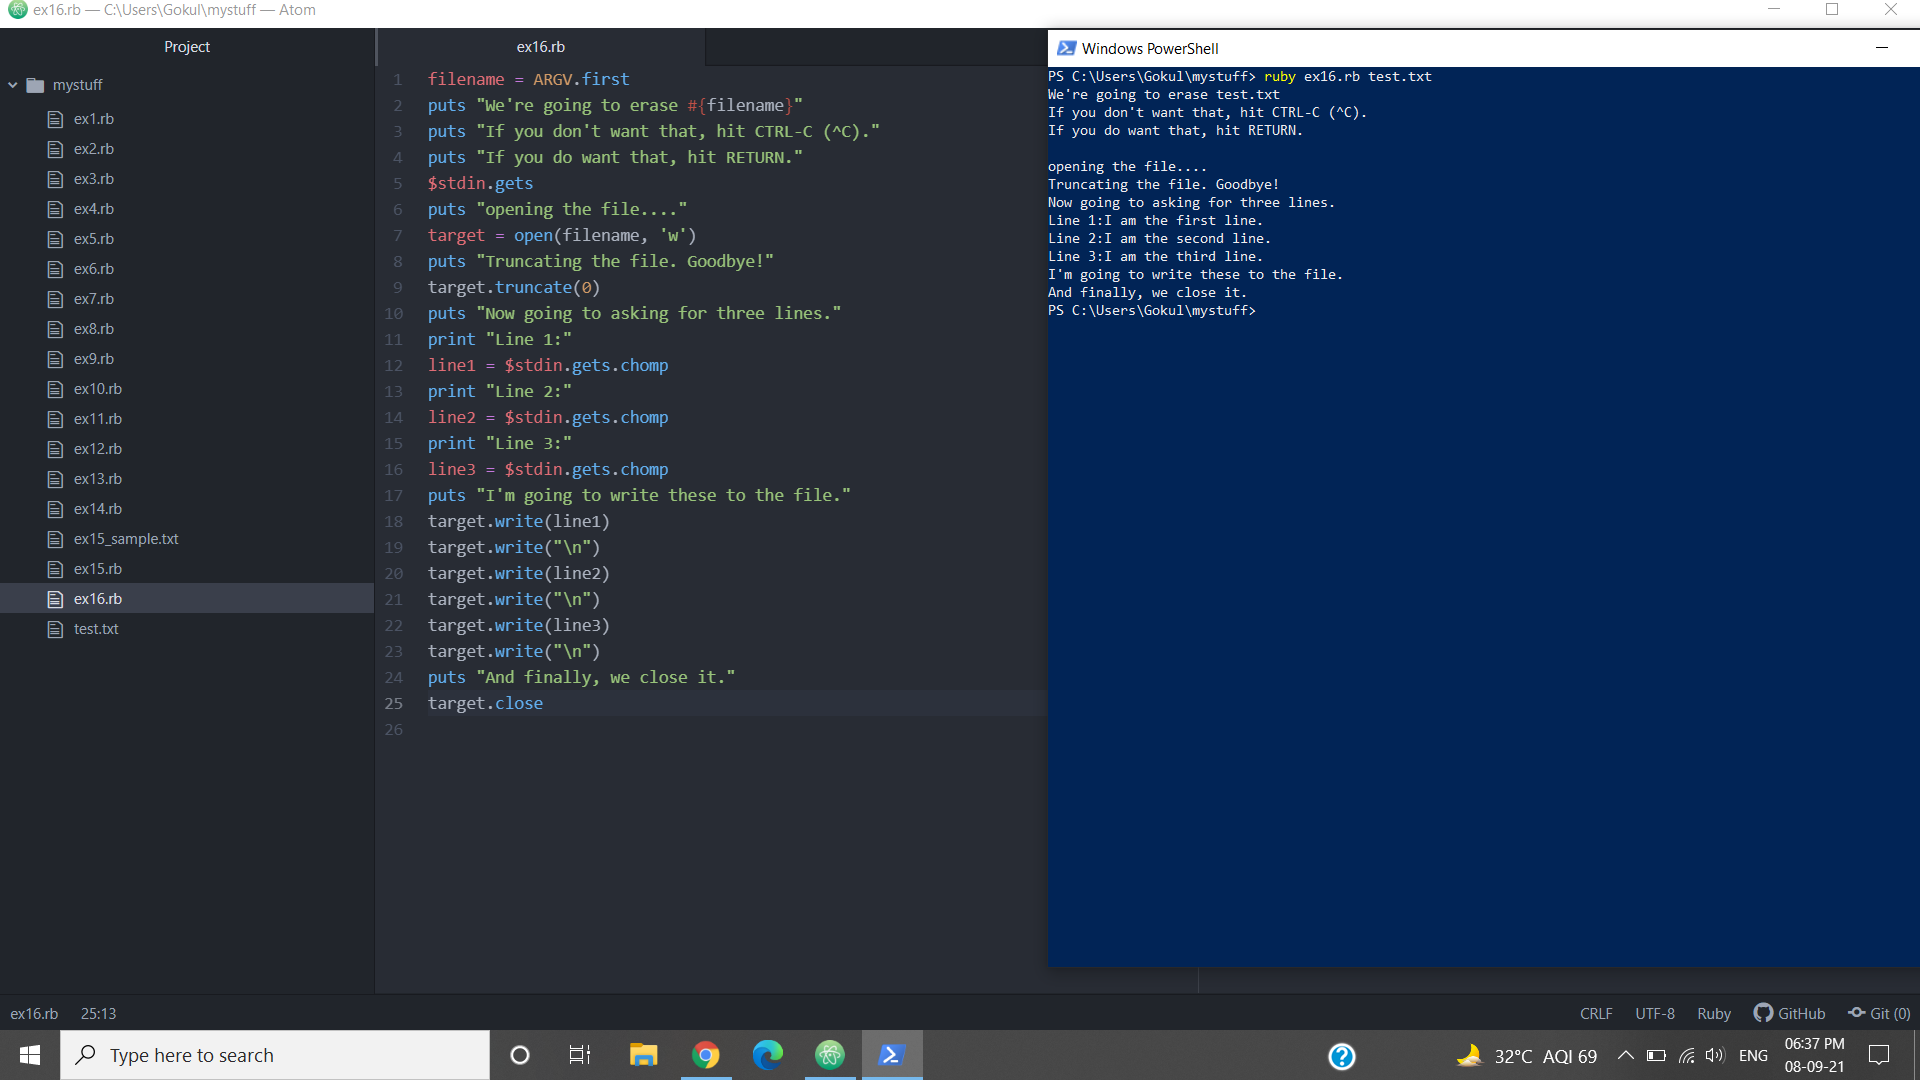 ex16.rb — C:\Users\Gokul\mystuff — Atom
Project
mystuff
ex1.rb
ex2.rb
ex3.rb
ex4.rb
ex5.rb
ex6.rb
ex7.rb
ex8.rb
ex9.rb
ex10.rb
ex11.rb
ex12.rb
ex13.rb
ex14.rb
ex15_sample.txt
ex15.rb
ex16.rb
test.txt
ex16.rb
1 filename = ARGV.first
2 puts "We're going to erase #{filename}"
3 puts "If you don't want that, hit CTRL-C (^C)."
4 puts "If you do want that, hit RETURN."
5 $stdin.gets
6 puts "opening the file...."
7 target = open(filename, 'w')
8 puts "Truncating the file. Goodbye!"
9 target.truncate(0)
10 puts "Now going to asking for three lines."
11 print "Line 1:"
12 line1 = $stdin.gets.chomp
13 print "Line 2:"
14 line2 = $stdin.gets.chomp
15 print "Line 3:"
16 line3 = $stdin.gets.chomp
17 puts "I'm going to write these to the file."
18 target.write(line1)
19 target.write("\n")
20 target.write(line2)
21 target.write("\n")
22 target.write(line3)
23 target.write("\n")
24 puts "And finally, we close it."
25 target.close
26
Windows PowerShell
PS C:\Users\Gokul\mystuff> ruby ex16.rb test.txt
We're going to erase test.txt
If you don't want that, hit CTRL-C (^C).
If you do want that, hit RETURN.
opening the file....
Truncating the file. Goodbye!
Now going to asking for three lines.
Line 1:I am the first line.
Line 2:I am the second line.
Line 3:I am the third line.
I'm going to write these to the file.
And finally, we close it.
PS C:\Users\Gokul\mystuff>
ex16.rb 25:13
CRLF UTF-8 Ruby GitHub Git (0)
Type here to search
32°C AQI 69
ENG
06:37 PM
08-09-21